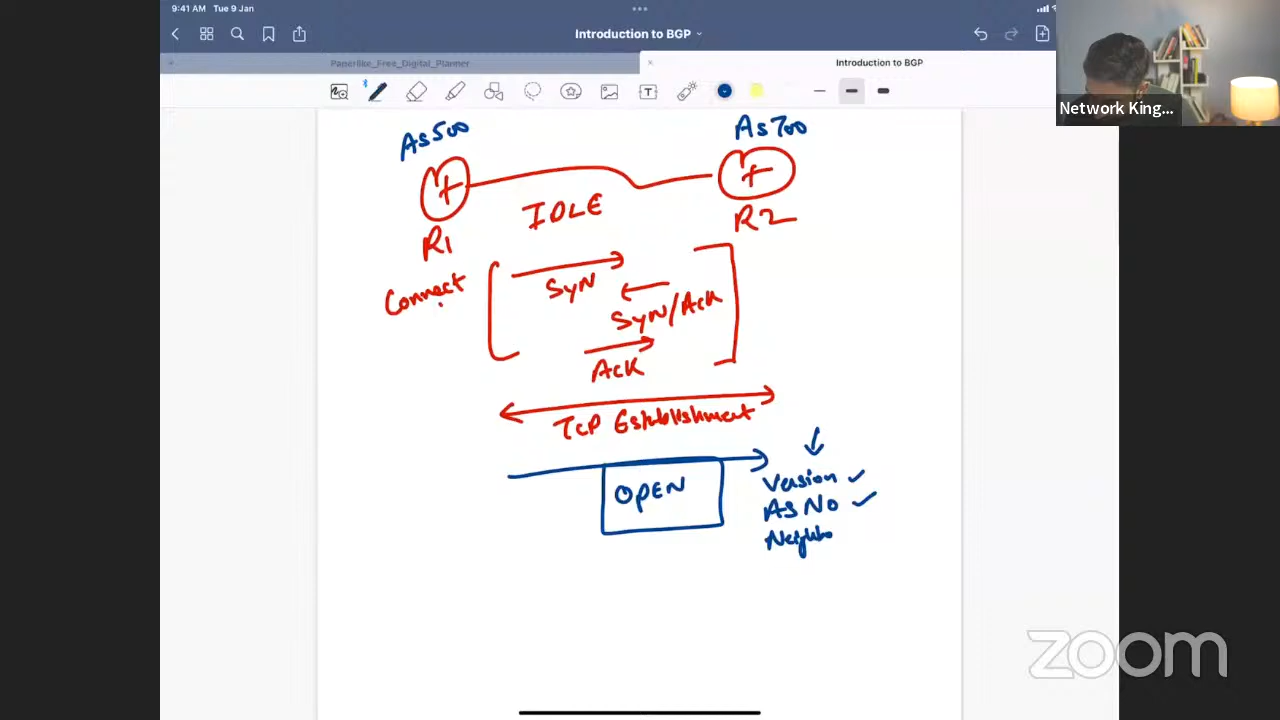 9:41 AM Tue 9 Jan
Introduction to BGP
Paperlike_Free_Digital_Planner
Introduction to BGP
T
Network King...
AS500
AS700
R1
R2
IDLE
Connect
SYN
SYN/Ack
Ack
TCP Establishment
OPEN
Version
AS No
Neighbo
zoom